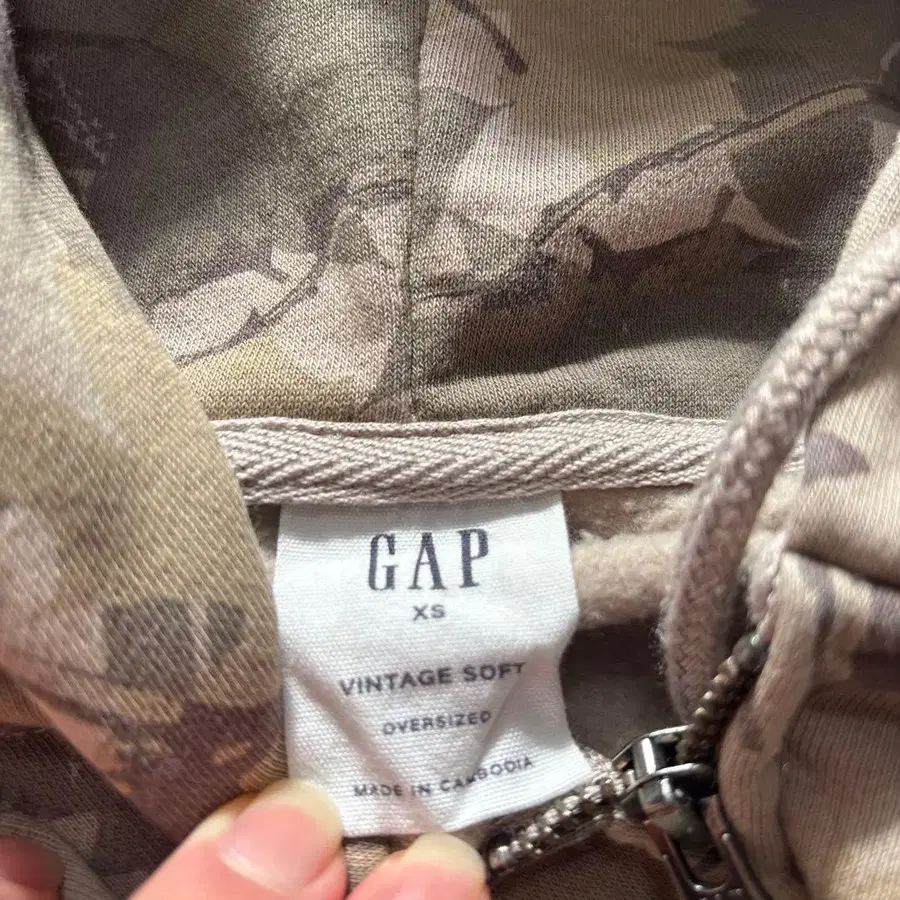 GAP
XS
VINTAGE SOFT
OVERSIZED
MADE IN CAMBODIA